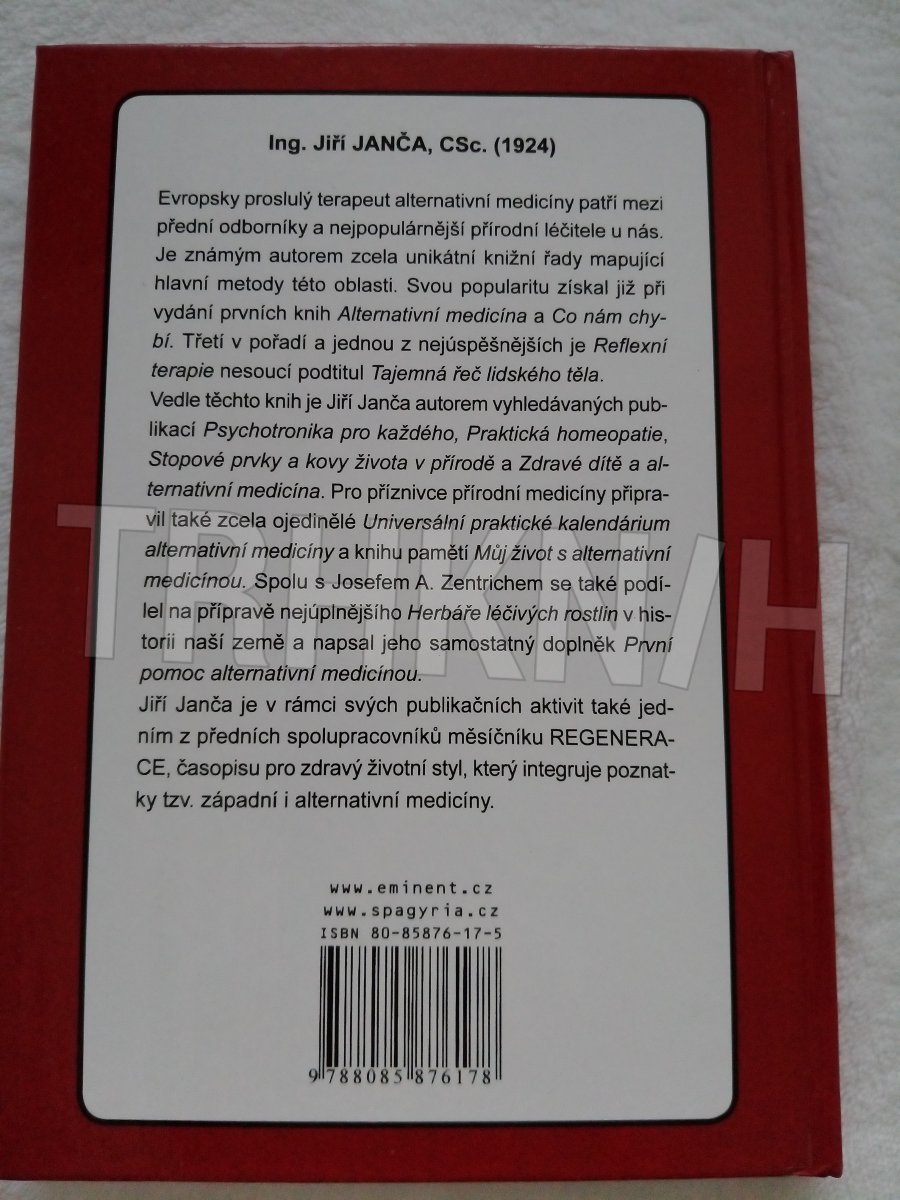 Ing. Jiří JANČA, CSc. (1924)
Evropsky proslulý terapeut alternativní medicíny patří mezi
přední odborníky a nejpopulárnější přírodní léčitele u nás.
Je známým autorem zcela unikátní knižní řady mapující
hlavní metody této oblasti. Svou popularitu získal již při
vydání prvních knih Alternativní medicína a Co nám chy-
bí. Třetí v pořadí a jednou z nejúspěšnějších je Reflexní
terapie nesoucí podtitul Tajemná řeč lidského těla.
Vedle těchto knih je Jiří Janča autorem vyhledávaných pub-
likací Psychotronika pro každého, Praktická homeopatie,
Stopové prvky a kovy života v přírodě a Zdravé dítě a al-
ternativní medicína. Pro příznivce přírodní medicíny připra-
vil také zcela ojedinělé Universální praktické kalendárium
alternativní medicíny a knihu pamětí Můj život s alternativní
medicínou. Spolu s Josefem A. Zentrichem se také podí-
lel na přípravě nejúplnějšího Herbáře léčivých rostlin v his-
torii naší země a napsal jeho samostatný doplněk První
pomoc alternativní medicínou.
Jiří Janča je v rámci svých publikačních aktivit také jed-
ním z předních spolupracovníků měsíčníku REGENERA-
CE, časopisu pro zdravý životní styl, který integruje poznat-
ky tzv. západní i alternativní medicíny.
www.eminent.cz
www.spagyria.cz
ISBN 80-85876-17-5
9 788085 876178
TRHKNIH